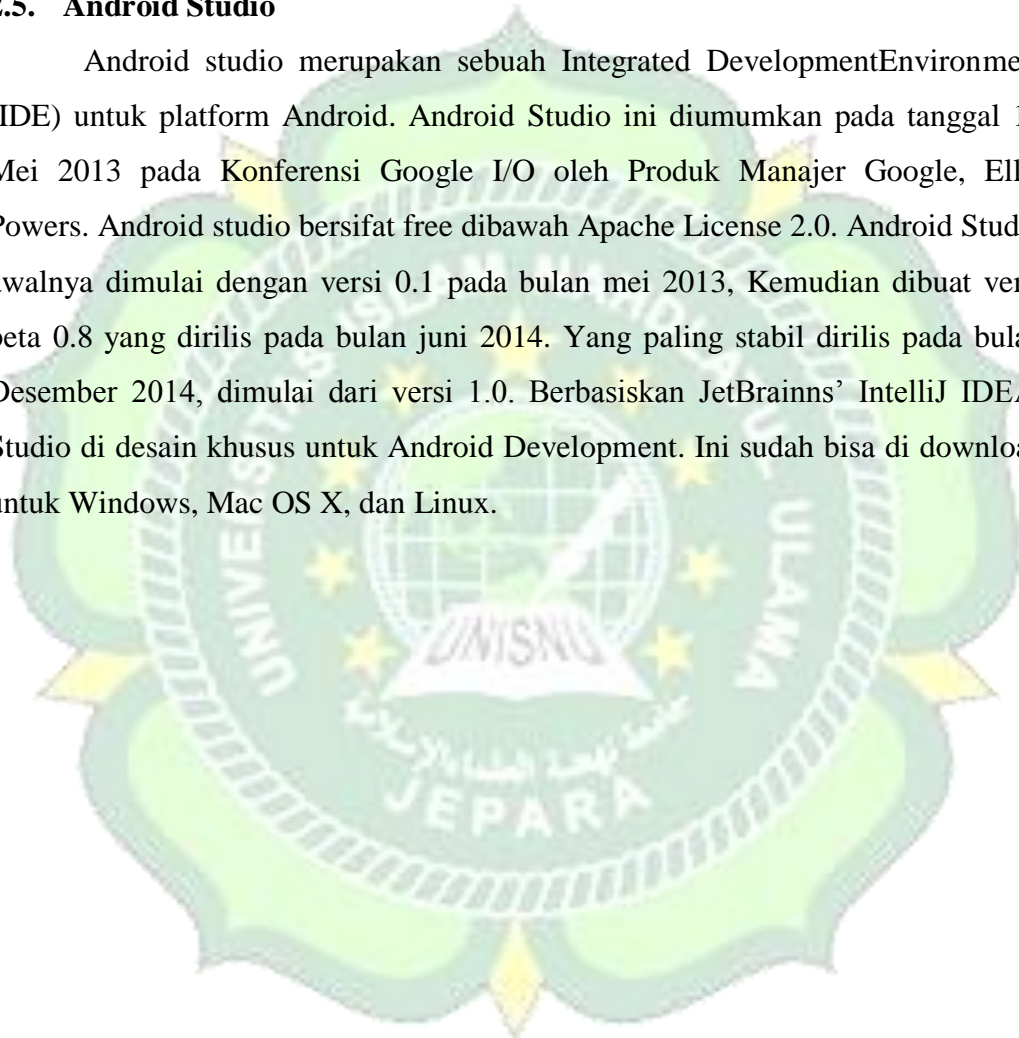 2.5. Android Studio
Android studio merupakan sebuah Integrated DevelopmentEnvironme
IDE) untuk platform Android. Android Studio ini diumumkan pada tanggal 1
Mei 2013 pada Konferensi Google I/O oleh Produk Manajer Google, Ell
Powers. Android studio bersifat free dibawah Apache License 2.0. Android Stud
awalnya dimulai dengan versi 0.1 pada bulan mei 2013, Kemudian dibuat ver
beta 0.8 yang dirilis pada bulan juni 2014. Yang paling stabil dirilis pada bula
Desember 2014, dimulai dari versi 1.0. Berbasiskan JetBrainns’ IntelliJ IDEA
Studio di desain khusus untuk Android Development. Ini sudah bisa di downloa
untuk Windows, Mac OS X, dan Linux.
UNIVERSITAS ISLAM NAHDLATUL ULAMA
UNISNU
JEPARA